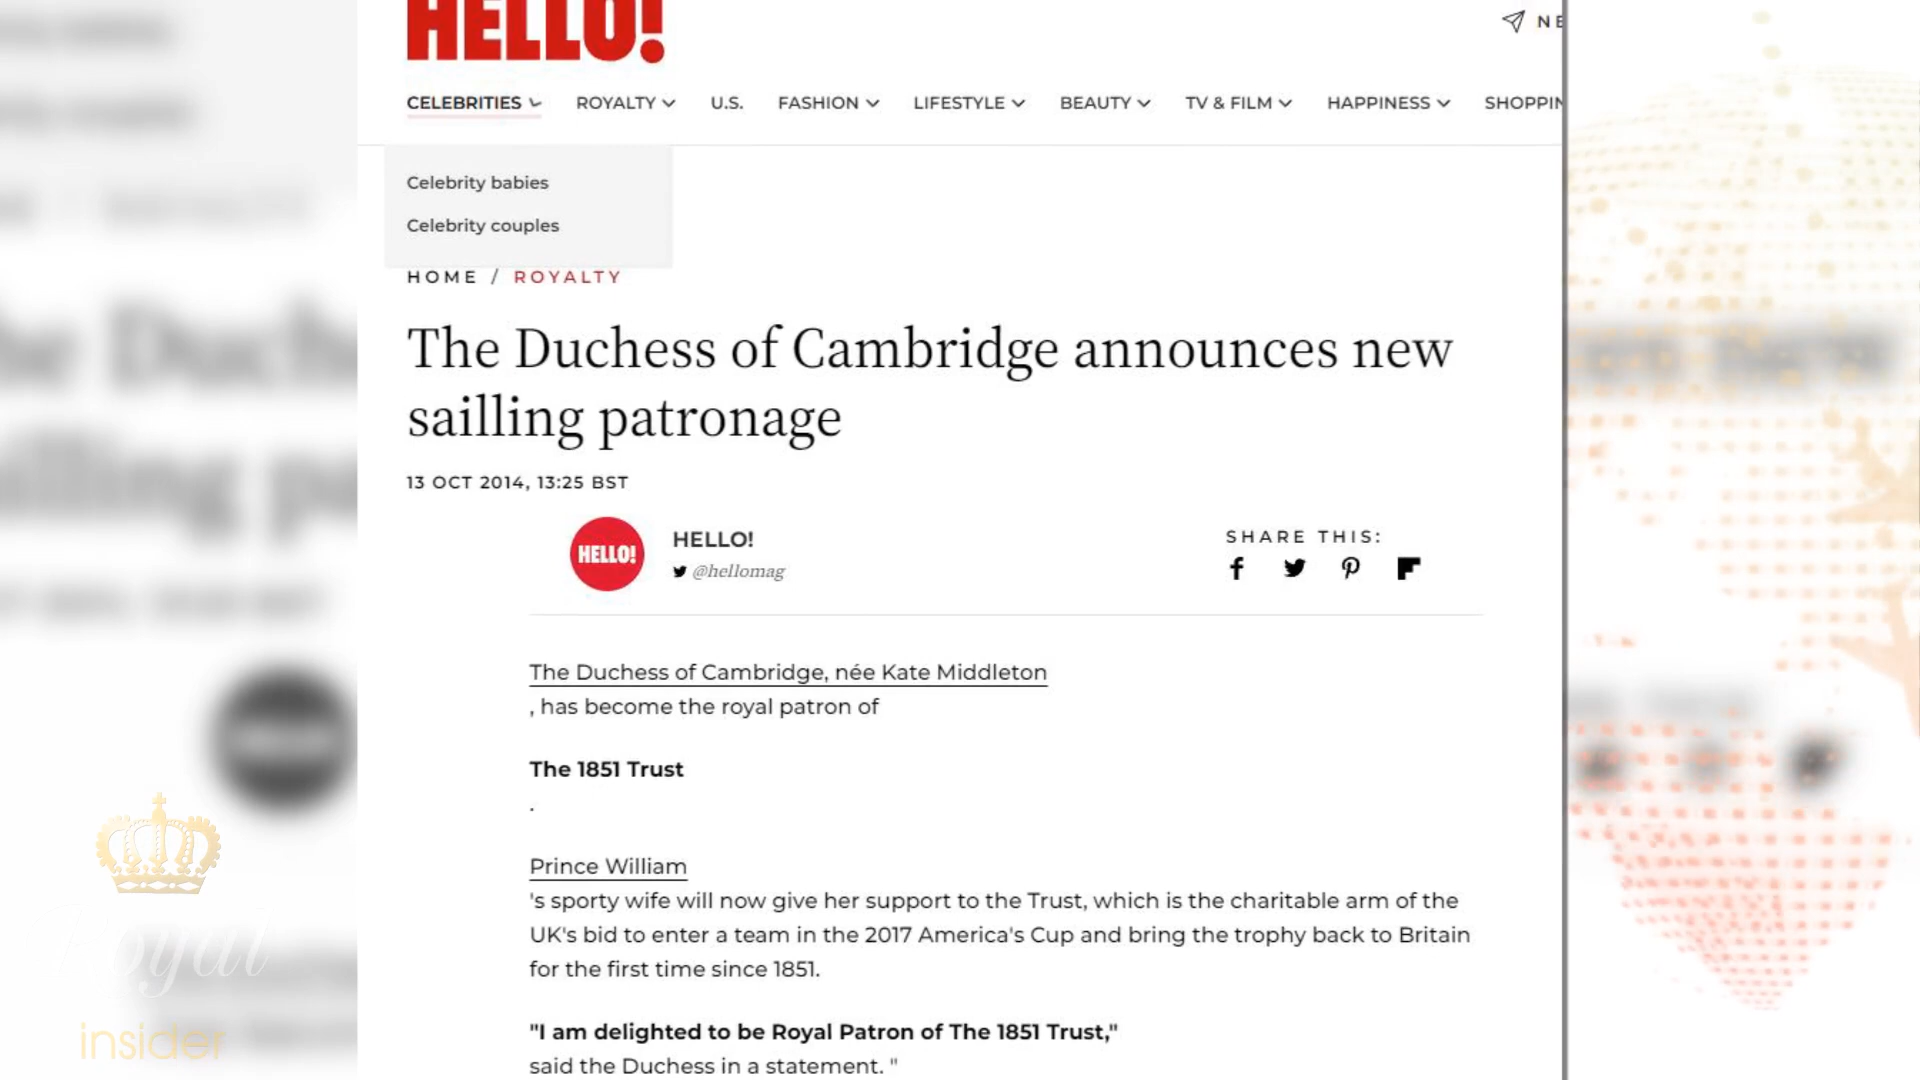 HELLO!
NE
CELEBRITIES
ROYALTY
U.S.
FASHION
LIFESTYLE
BEAUTY
TV & FILM
HAPPINESS
SHOPPIN
Celebrity babies
Celebrity couples
HOME / ROYALTY
The Duchess of Cambridge announces new
sailling patronage
13 OCT 2014, 13:25 BST
HELLO!
HELLO!
@hellomag
SHARE THIS:
The Duchess of Cambridge, née Kate Middleton
, has become the royal patron of
The 1851 Trust
.
Prince William
's sporty wife will now give her support to the Trust, which is the charitable arm of the
UK's bid to enter a team in the 2017 America's Cup and bring the trophy back to Britain
for the first time since 1851.
"I am delighted to be Royal Patron of The 1851 Trust,"
said the Duchess in a statement. "
Royal
insider